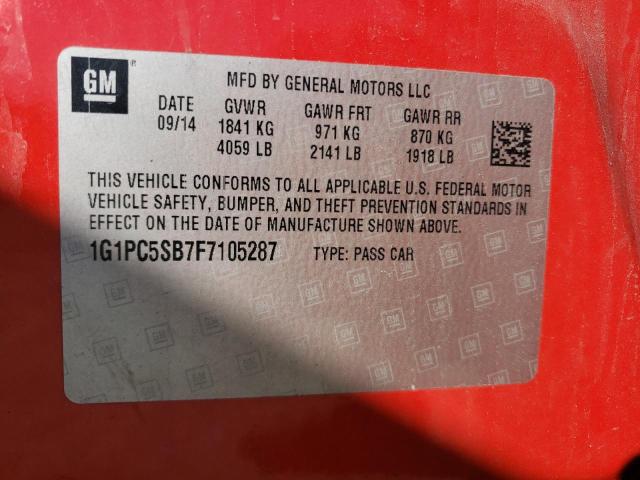 GM
MFD BY GENERAL MOTORS LLC
DATE GVWR GAWR FRT GAWR RR
09/14 1841 KG 971 KG 870 KG
4059 LB 2141 LB 1918 LB
THIS VEHICLE CONFORMS TO ALL APPLICABLE U.S. FEDERAL MOTOR
VEHICLE SAFETY, BUMPER, AND THEFT PREVENTION STANDARDS IN
EFFECT ON THE DATE OF MANUFACTURE SHOWN ABOVE.
1G1PC5SB7F7105287 TYPE: PASS CAR